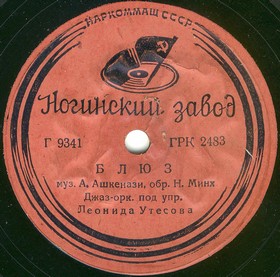 НАРКОММАШ СССР
Ногинский завод
Г 9341 ГРК 2483
БЛЮЗ
муз. А. Ашкенази, обр. Н. Минх
Джаз-орк. под упр.
Леонида Утесова